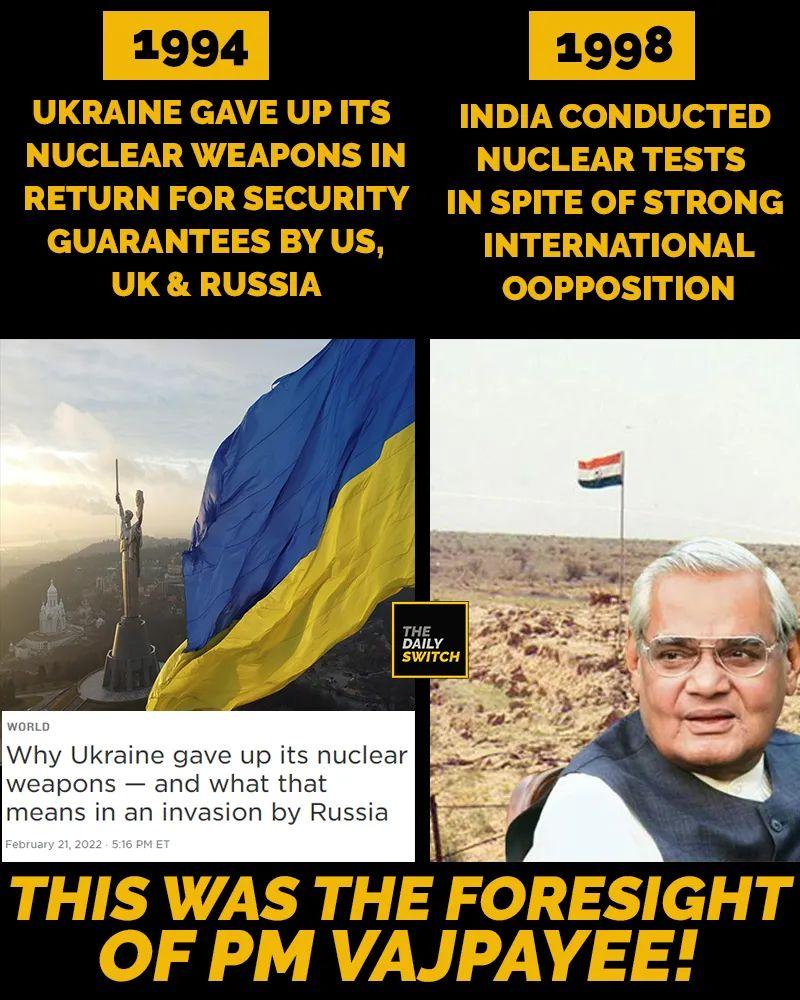 1994
UKRAINE GAVE UP ITS
NUCLEAR WEAPONS IN
RETURN FOR SECURITY
GUARANTEES BY US,
UK & RUSSIA
1998
INDIA CONDUCTED
NUCLEAR TESTS
IN SPITE OF STRONG
INTERNATIONAL
OOPPOSITION
THE
DAILY
SWITCH
WORLD
Why Ukraine gave up its nuclear
weapons — and what that
means in an invasion by Russia
February 21, 2022 · 5:16 PM ET
THIS WAS THE FORESIGHT
OF PM VAJPAYEE!